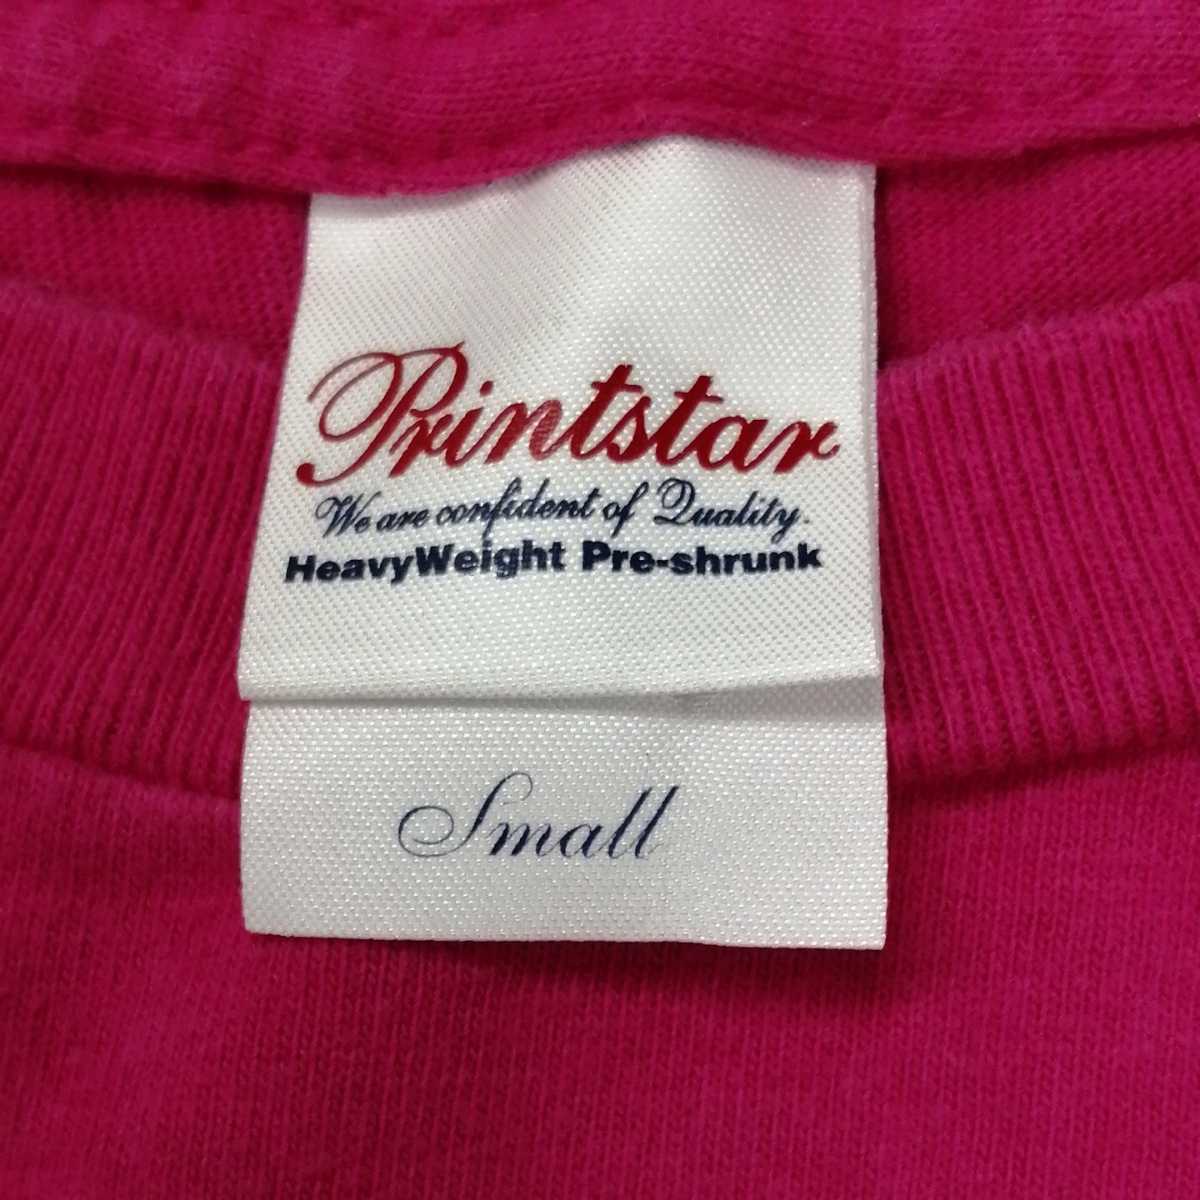 Printstar
We are confident of Quality.
HeavyWeight Pre-shrunk
Small